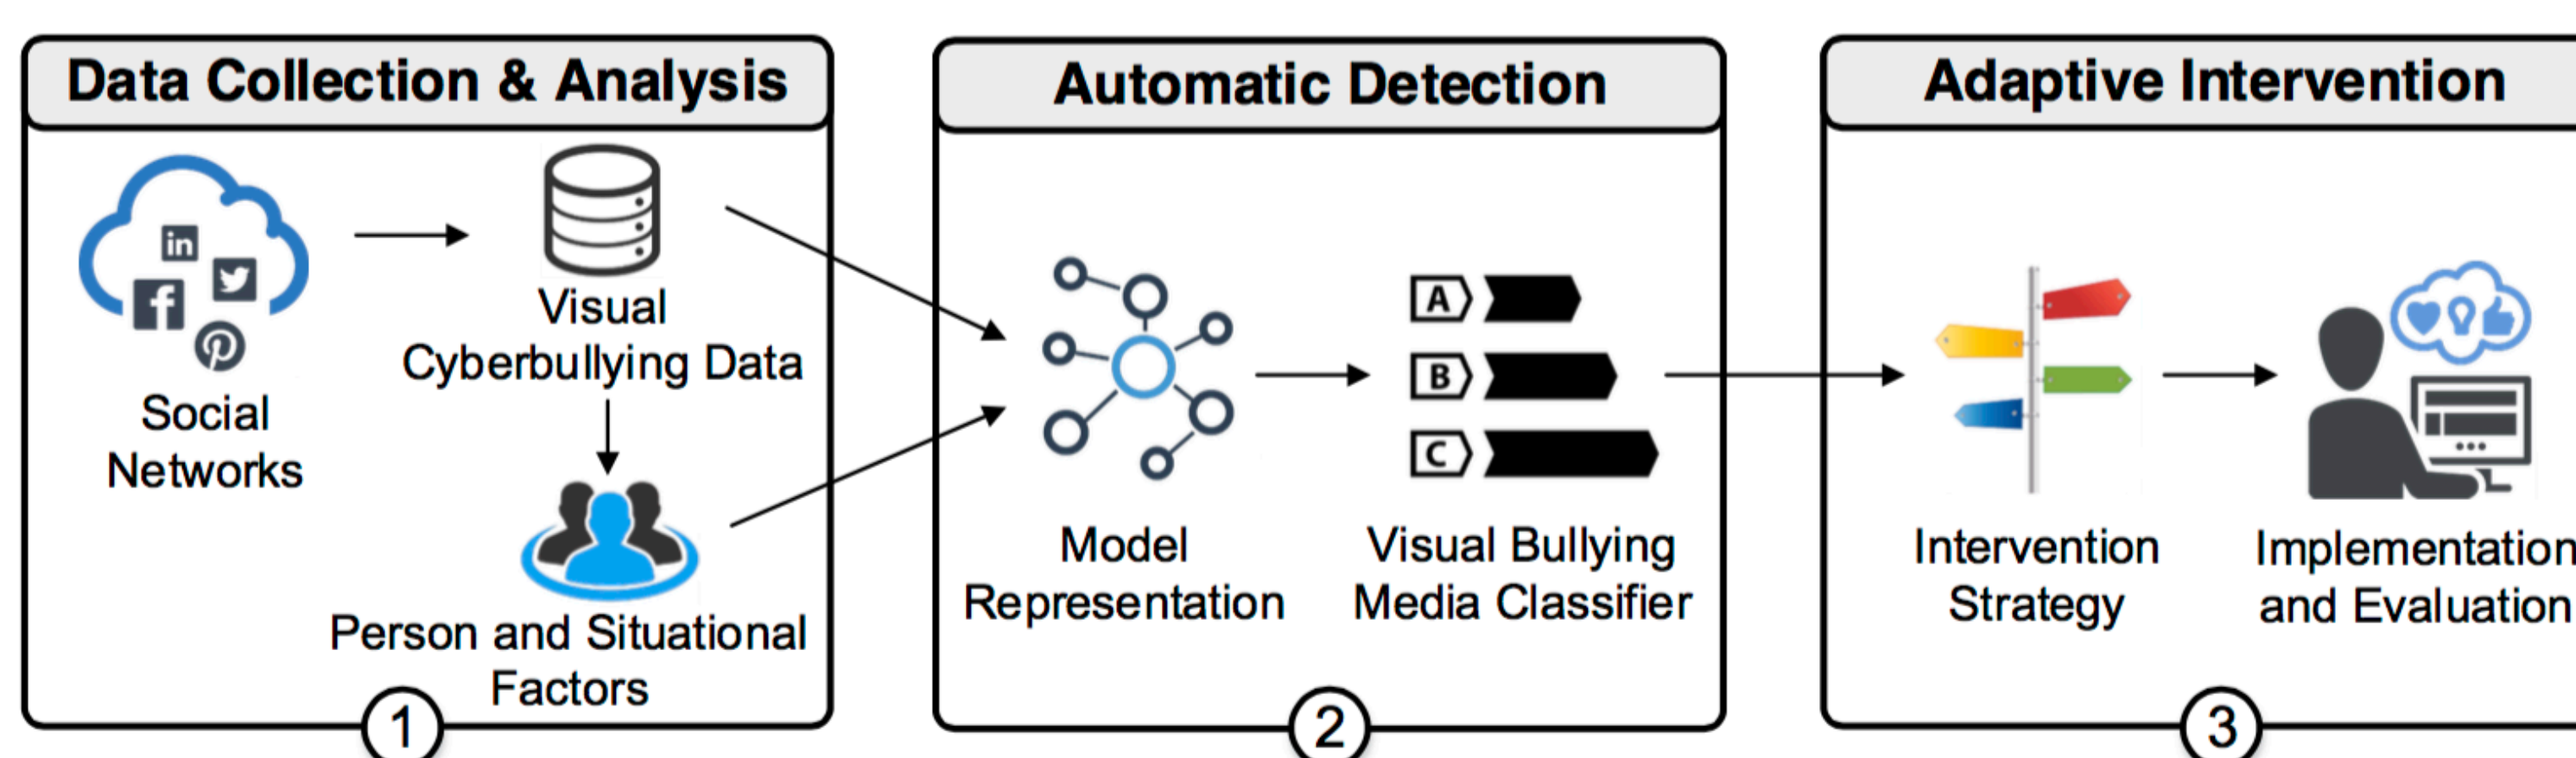 Data Collection & Analysis
in
f
Social
Networks
Visual
Cyberbullying Data
Person and Situational
Factors
1
Automatic Detection
Model
Representation
A
B
C
Visual Bullying
Media Classifier
2
Adaptive Intervention
Intervention
Strategy
Implementation
and Evaluation
3